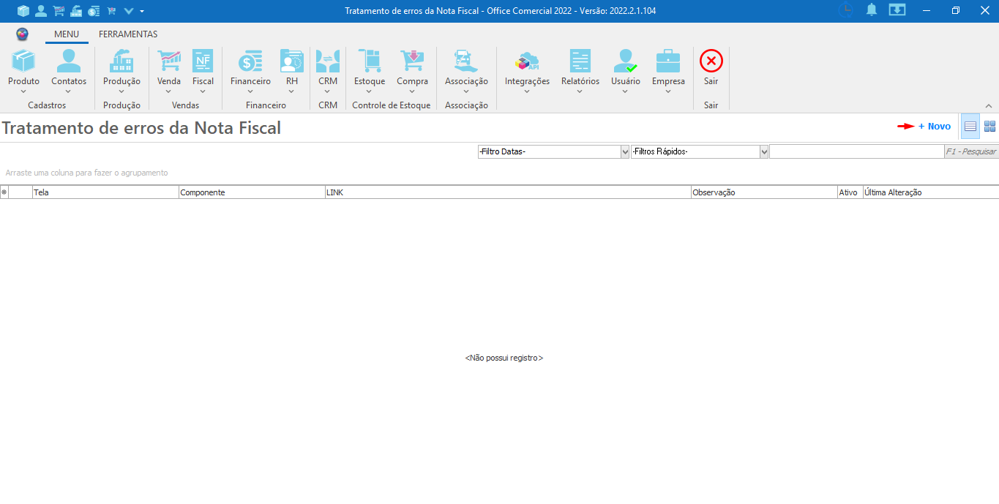 Tratamento de erros da Nota Fiscal - Office Comercial 2022 - Versão: 2022.2.1.104
MENU FERRAMENTAS
Produto Contatos Produção Venda Fiscal Financeiro RH CRM Estoque Compra Associação Integrações Relatórios Usuário Empresa Sair
NF
API
Cadastros Produção Vendas Financeiro CRM Controle de Estoque Associação Sair
Tratamento de erros da Nota Fiscal
+ Novo
-Filtro Datas- -Filtros Rápidos- F1 - Pesquisar
Arraste uma coluna para fazer o agrupamento
Tela Componente LINK Observação Ativo Última Alteração
<Não possui registro>